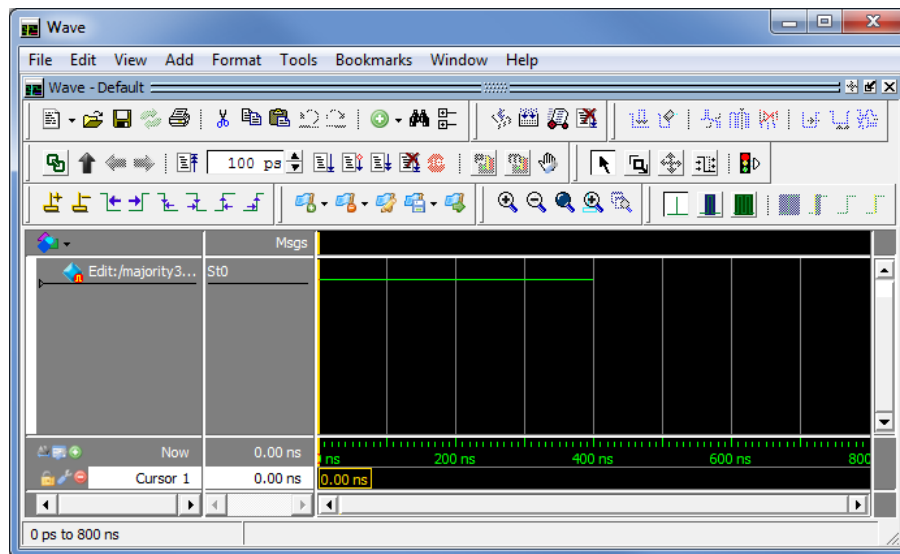 Wave
File Edit View Add Format Tools Bookmarks Window Help
Wave - Default
100 ps
Msgs
Edit:/majority3... St0
Now 0.00 ns
ns 200 ns 400 ns 600 ns 800
Cursor 1 0.00 ns 0.00 ns
0 ps to 800 ns